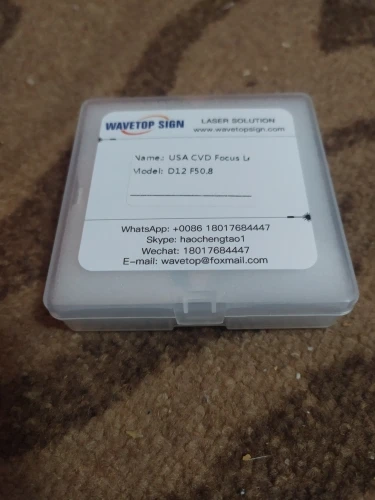 WAVETOP SIGN
LASER SOLUTION
www.wavetopsign.com
Name: USA CVD Focus Le
Model: D12 F50.8
WhatsApp: +0086 18017684447
Skype: haochengtao1
Wechat: 18017684447
E-mail: wavetop@foxmail.com